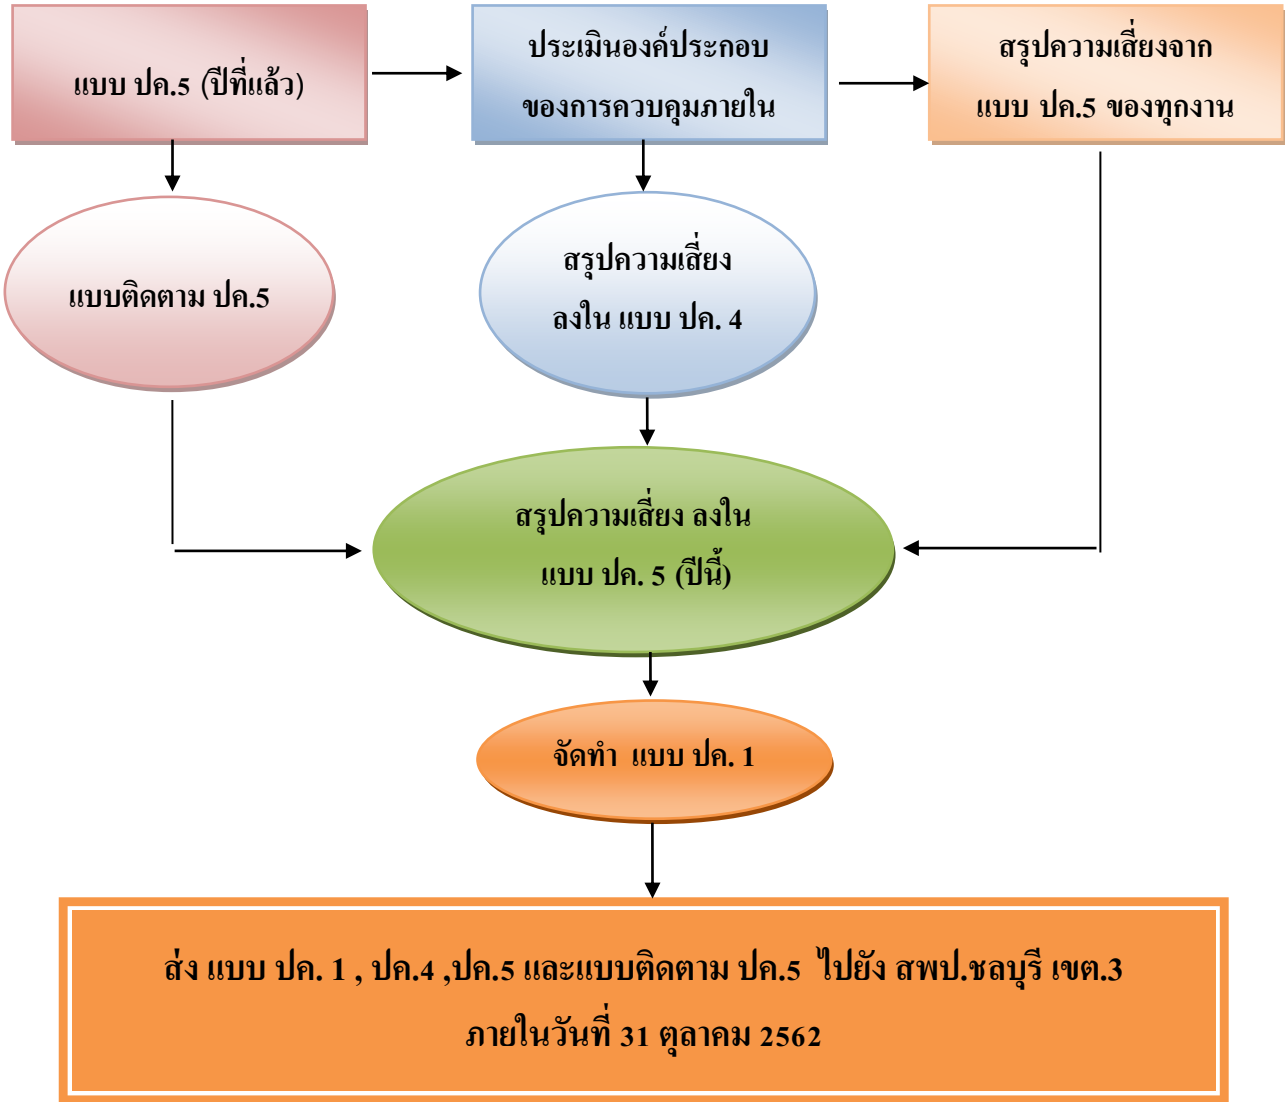 แบบ ปค.5 (ปีที่แล้ว)
ประเมินองค์ประกอบ
ของการควบคุมภายใน
สรุปความเสี่ยงจาก
แบบ ปค.5 ของทุกงาน
แบบติดตาม ปค.5
สรุปความเสี่ยง
ลงใน แบบ ปค. 4
สรุปความเสี่ยง ลงใน
แบบ ปค. 5 (ปีนี้)
จัดทำ แบบ ปค. 1
ส่ง แบบ ปค. 1 , ปค.4 ,ปค.5 และแบบติดตาม ปค.5 ไปยัง สพป.ชลบุรี เขต.3
ภายในวันที่ 31 ตุลาคม 2562